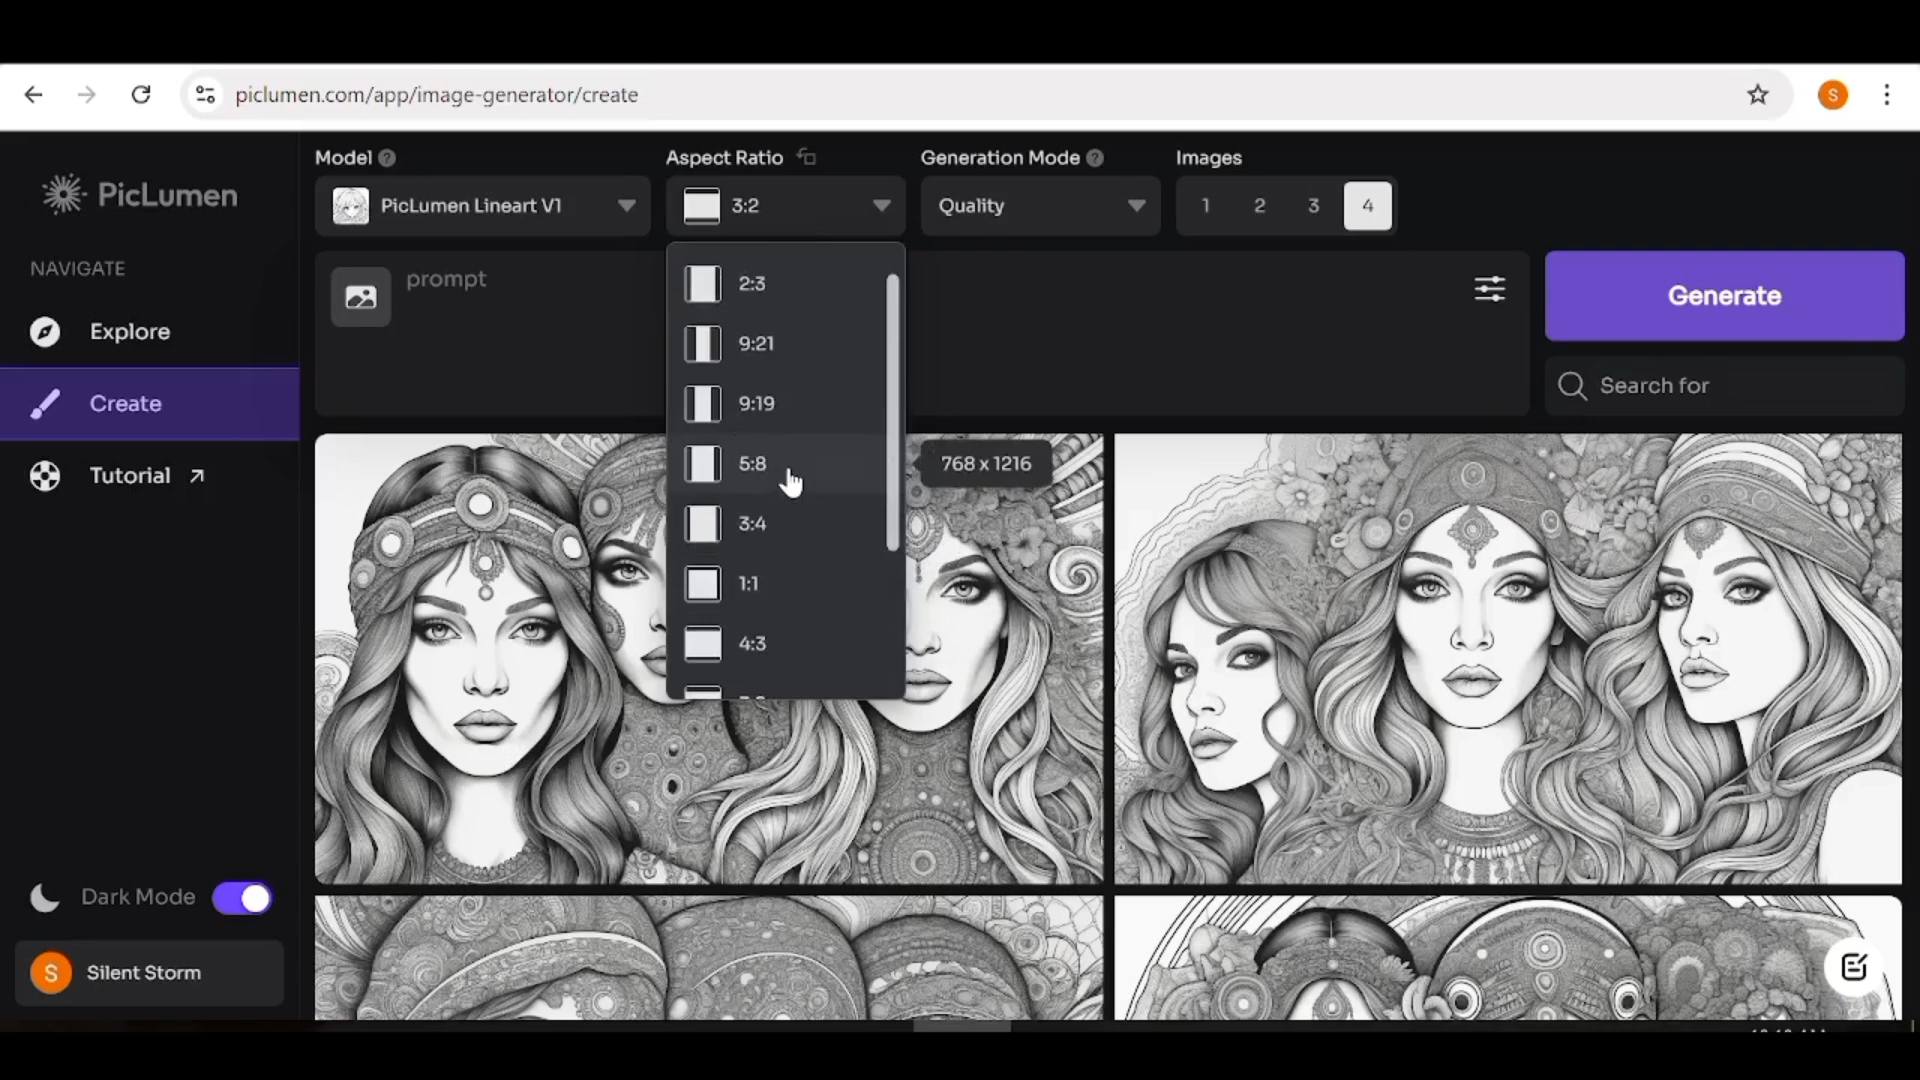 piclumen.com/app/image-generator/create
S
PicLumen
NAVIGATE
Explore
Create
Tutorial
Dark Mode
S Silent Storm
Model
PicLumen Lineart V1
Aspect Ratio
3:2
Generation Mode
Quality
Images
1 2 3 4
prompt
Generate
Search for
2:3
9:21
9:19
5:8
768 x 1216
3:4
1:1
4:3